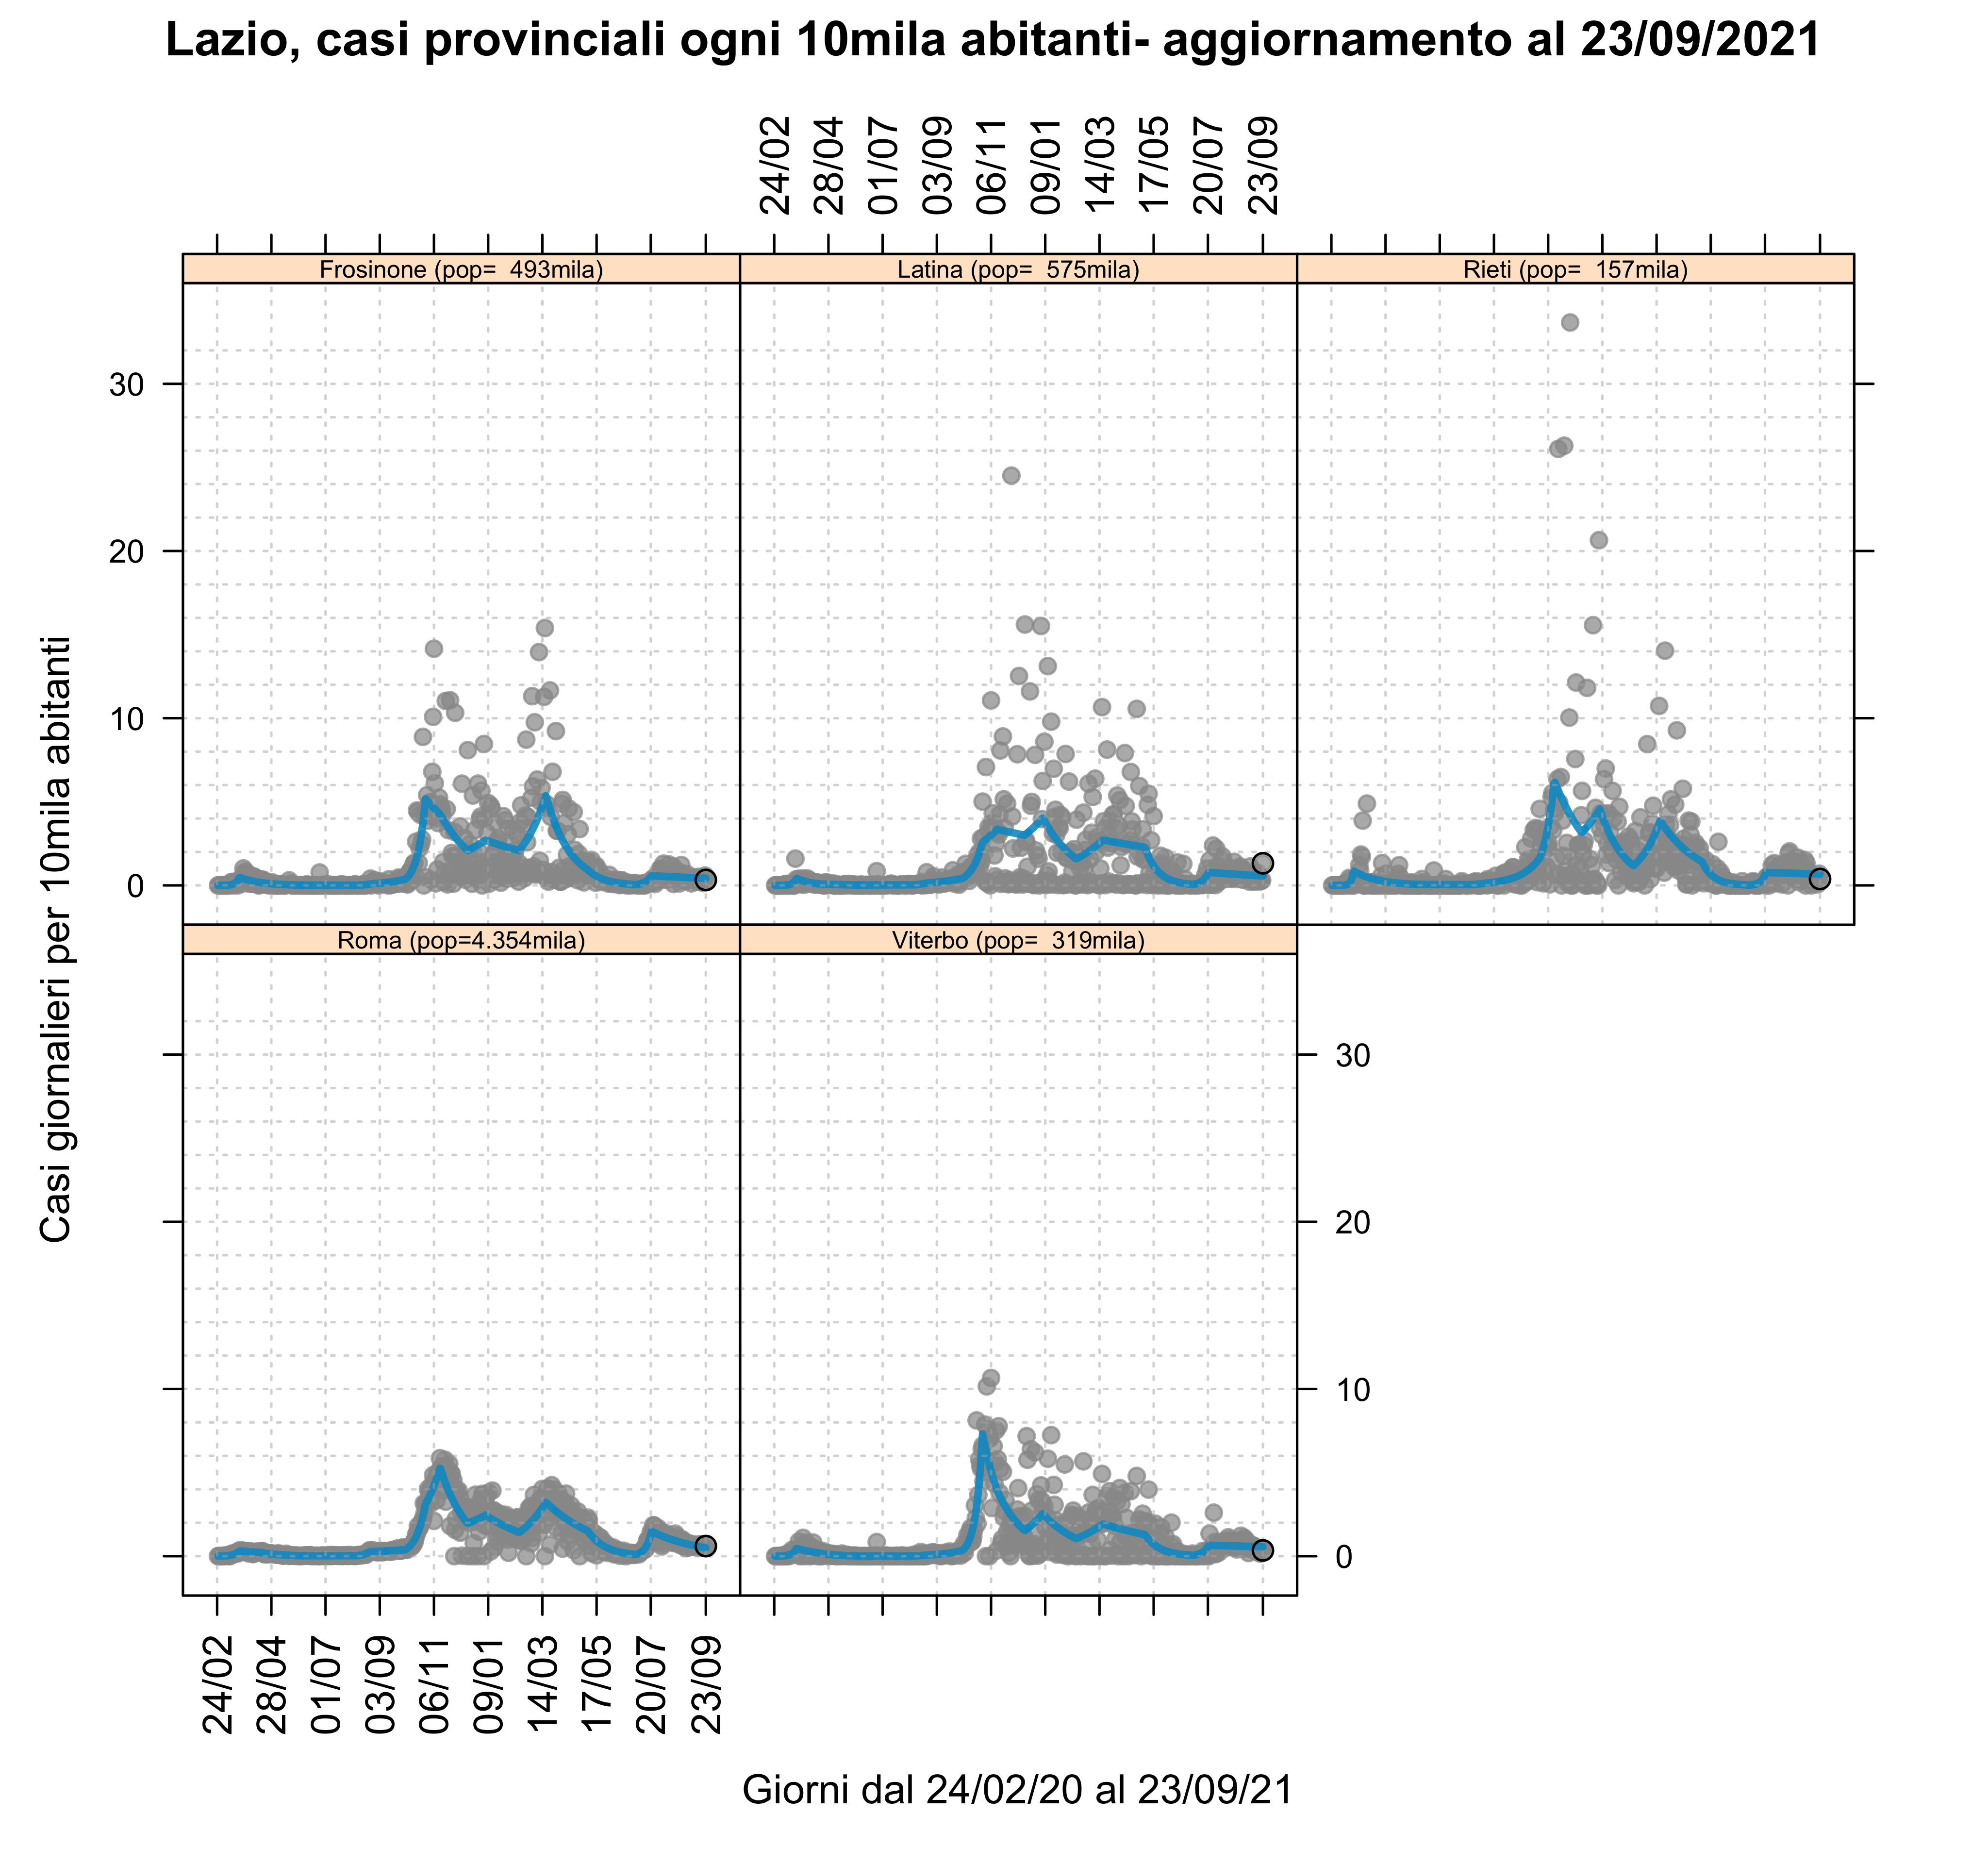 Lazio, casi provinciali ogni 10mila abitanti- aggiornamento al 23/09/2021
24/02 28/04 01/07 03/09 06/11 09/01 14/03 17/05 20/07 23/09
Frosinone (pop=  493mila)
Latina (pop=  575mila)
Rieti (pop=  157mila)
30
20
10
0
Casi giornalieri per 10mila abitanti
Roma (pop=4.354mila)
Viterbo (pop=  319mila)
30
20
10
0
24/02 28/04 01/07 03/09 06/11 09/01 14/03 17/05 20/07 23/09
Giorni dal 24/02/20 al 23/09/21